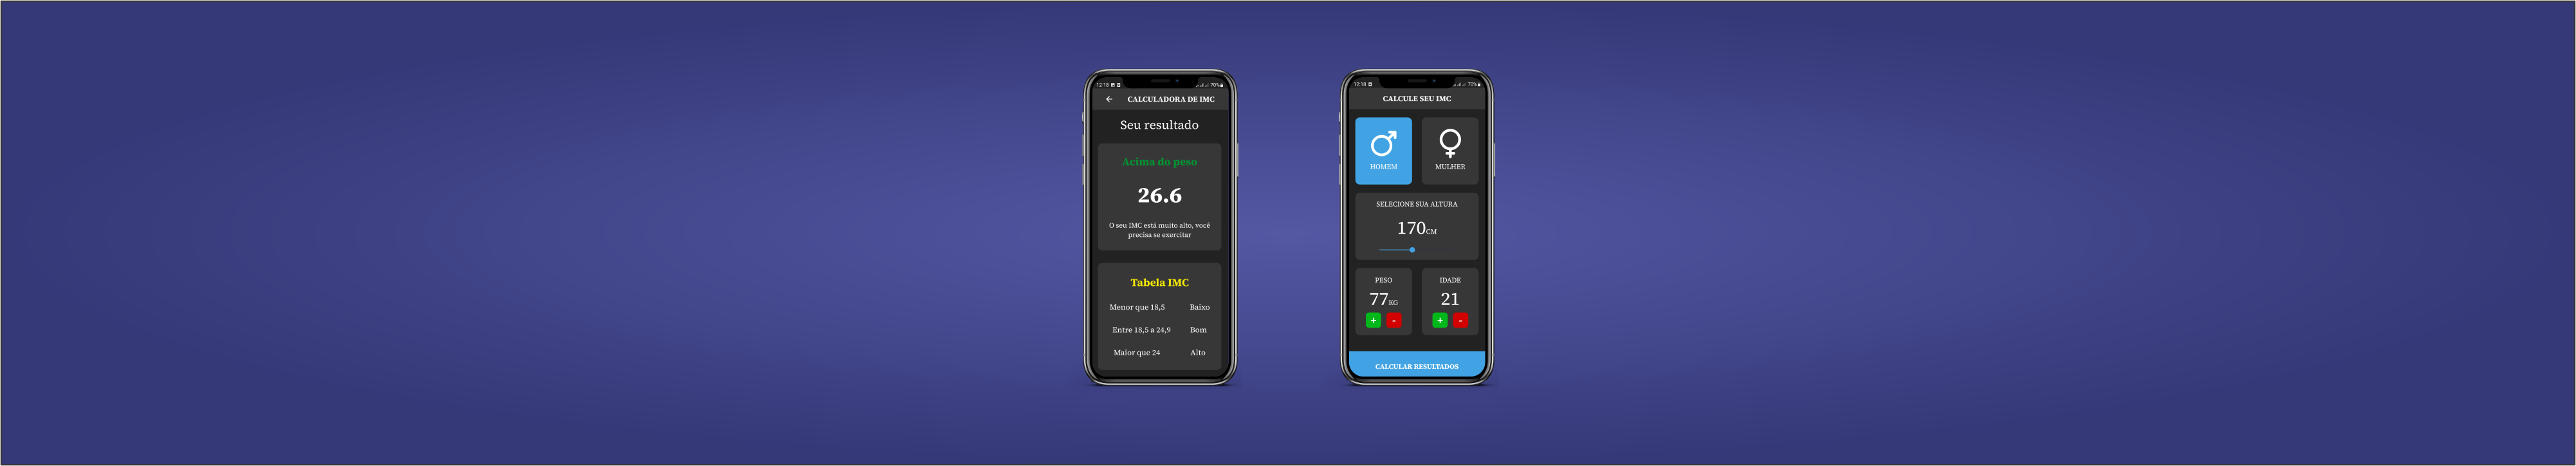 12:18
70%
CALCULADORA DE IMC
Seu resultado
Acima do peso
26.6
O seu IMC está muito alto, você
precisa se exercitar
Tabela IMC
Menor que 18,5 Baixo
Entre 18,5 a 24,9 Bom
Maior que 24 Alto
12:18
70%
CALCULE SEU IMC
HOMEM
MULHER
SELECIONE SUA ALTURA
170CM
PESO
77KG
+ -
IDADE
21
+ -
CALCULAR RESULTADOS